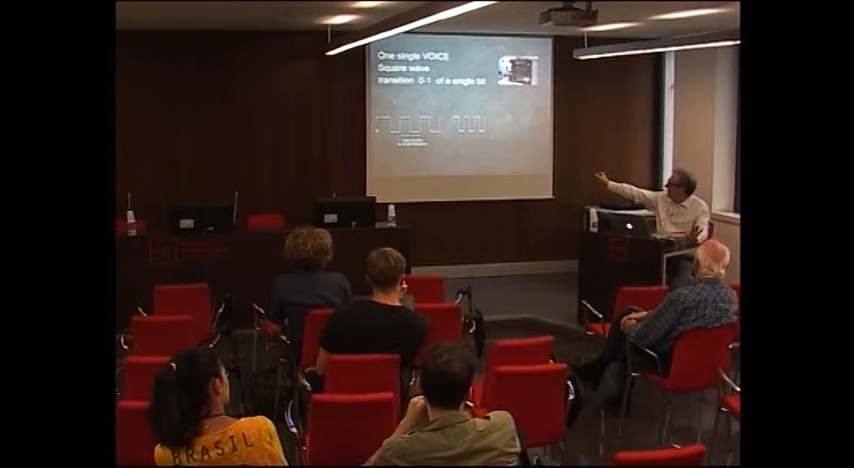 One single VOICE
Square wave
transition 0-1 of a single bit
BRASIL